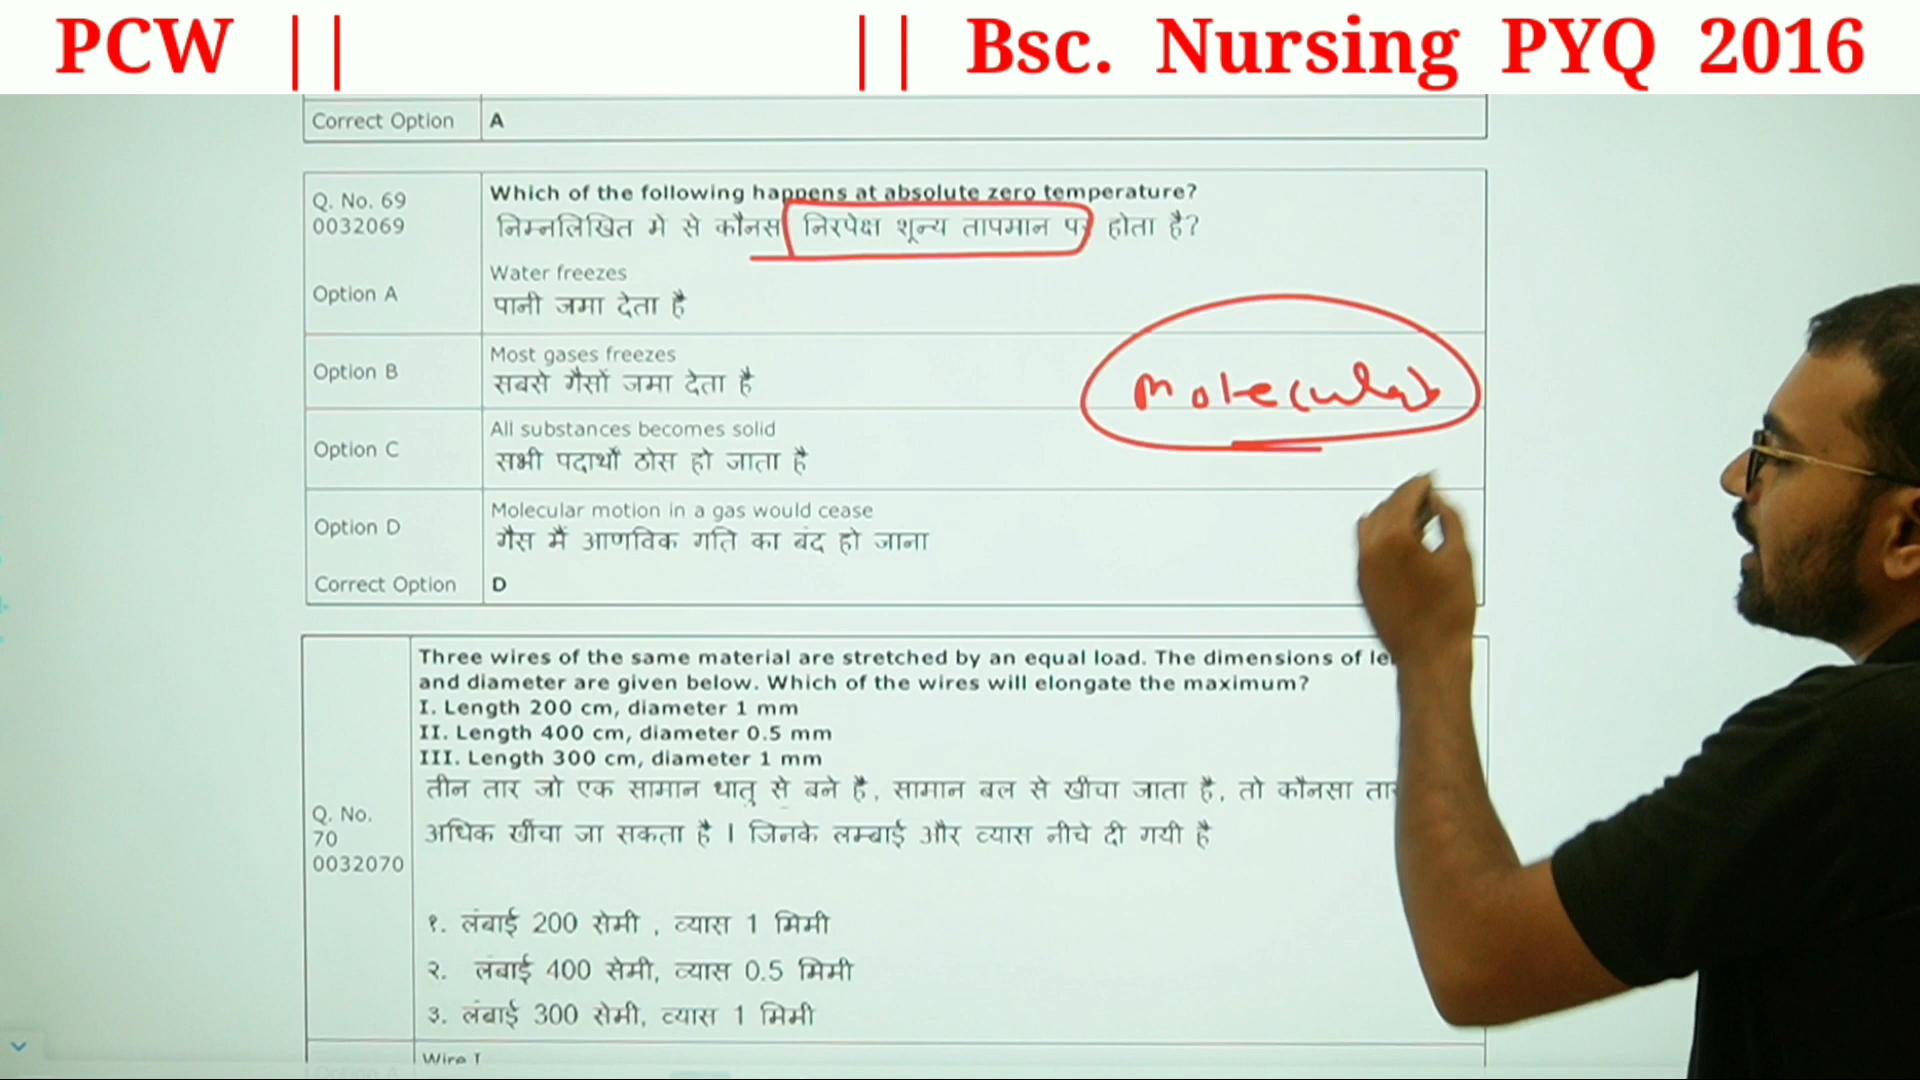 PCW || || Bsc. Nursing PYQ 2016
Correct Option A
Q. No. 69
0032069
Which of the following happens at absolute zero temperature?
निम्नलिखित मे से कौनस निरपेक्ष शून्य तापमान पर होता है?
Option A
Water freezes
पानी जमा देता है
Option B
Most gases freezes
सबसे गैसों जमा देता है
Molecular
Option C
All substances becomes solid
सभी पदार्थों ठोस हो जाता है
Option D
Molecular motion in a gas would cease
गैस मैं आणविक गति का बंद हो जाना
Correct Option D
Q. No.
70
0032070
Three wires of the same material are stretched by an equal load. The dimensions of
and diameter are given below. Which of the wires will elongate the maximum?
I. Length 200 cm, diameter 1 mm
II. Length 400 cm, diameter 0.5 mm
III. Length 300 cm, diameter 1 mm
तीन तार जो एक सामान धातु से बने है, सामान बल से खींचा जाता है, तो कौनसा
अधिक खींचा जा सकता है । जिनके लम्बाई और व्यास नीचे दी गयी है
१. लंबाई 200 सेमी , व्यास 1 मिमी
२. लंबाई 400 सेमी, व्यास 0.5 मिमी
३. लंबाई 300 सेमी, व्यास 1 मिमी
Wire I
Option A